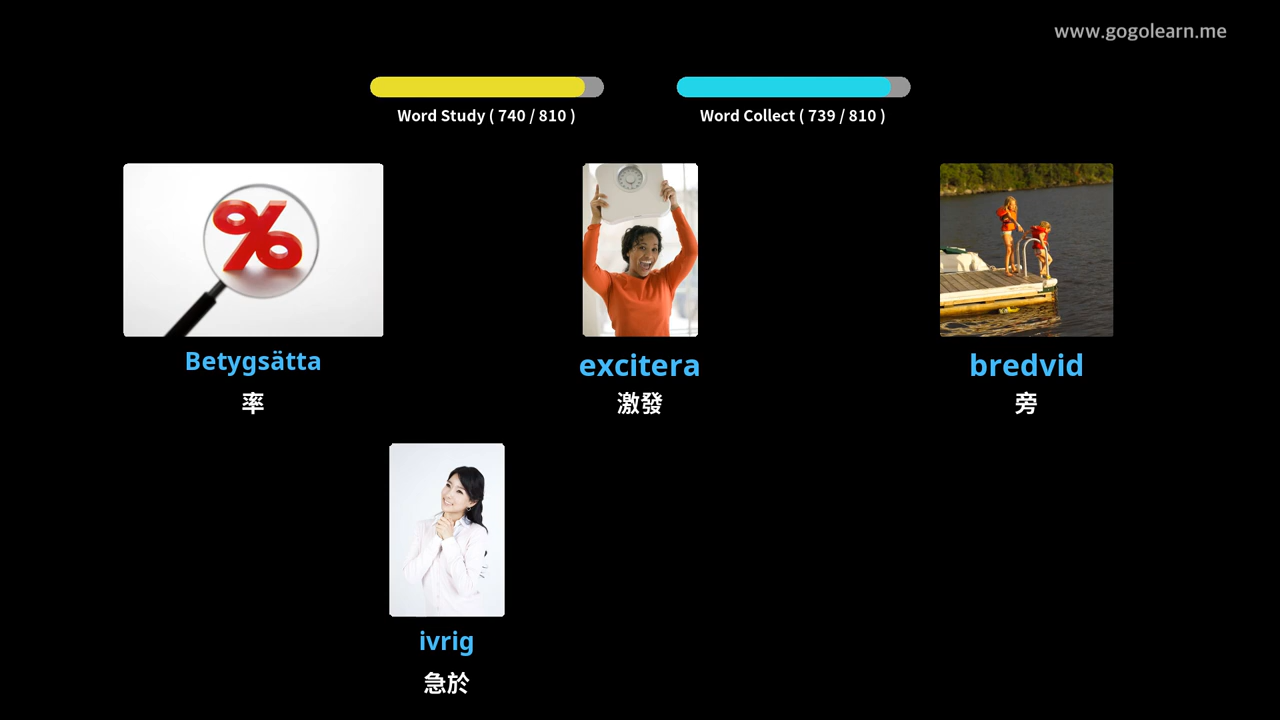 www.gogolearn.me
Word Study ( 740 / 810 )
Word Collect ( 739 / 810 )
%
Betygsätta
率
excitera
激發
bredvid
旁
ivrig
急於